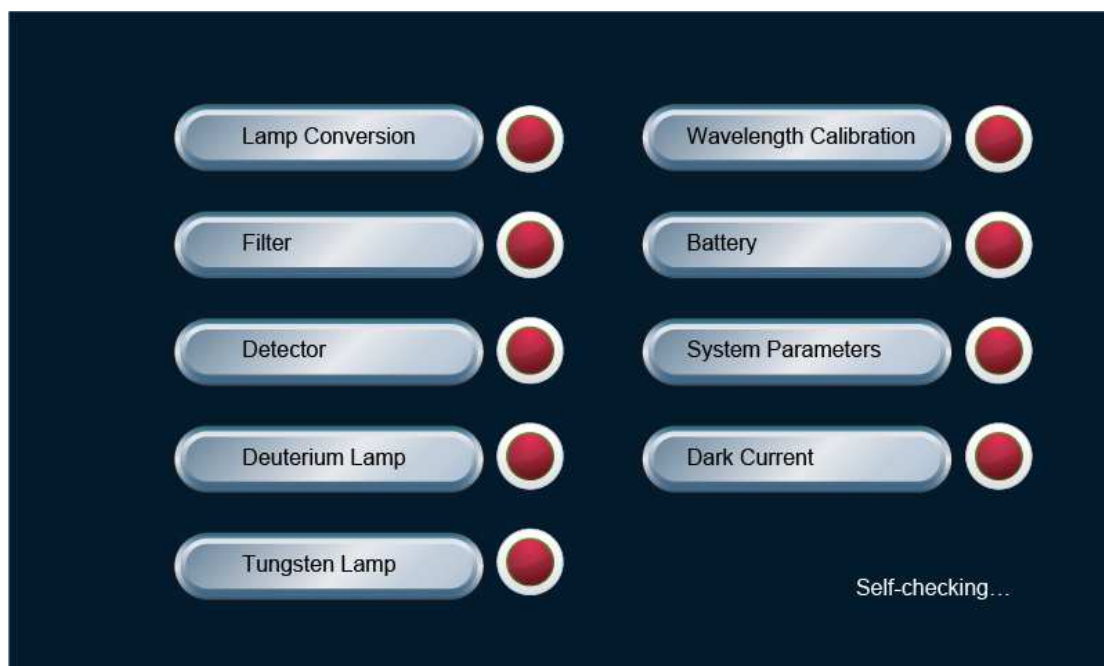 Lamp Conversion
Filter
Detector
Deuterium Lamp
Tungsten Lamp
Wavelength Calibration
Battery
System Parameters
Dark Current
Self-checking…